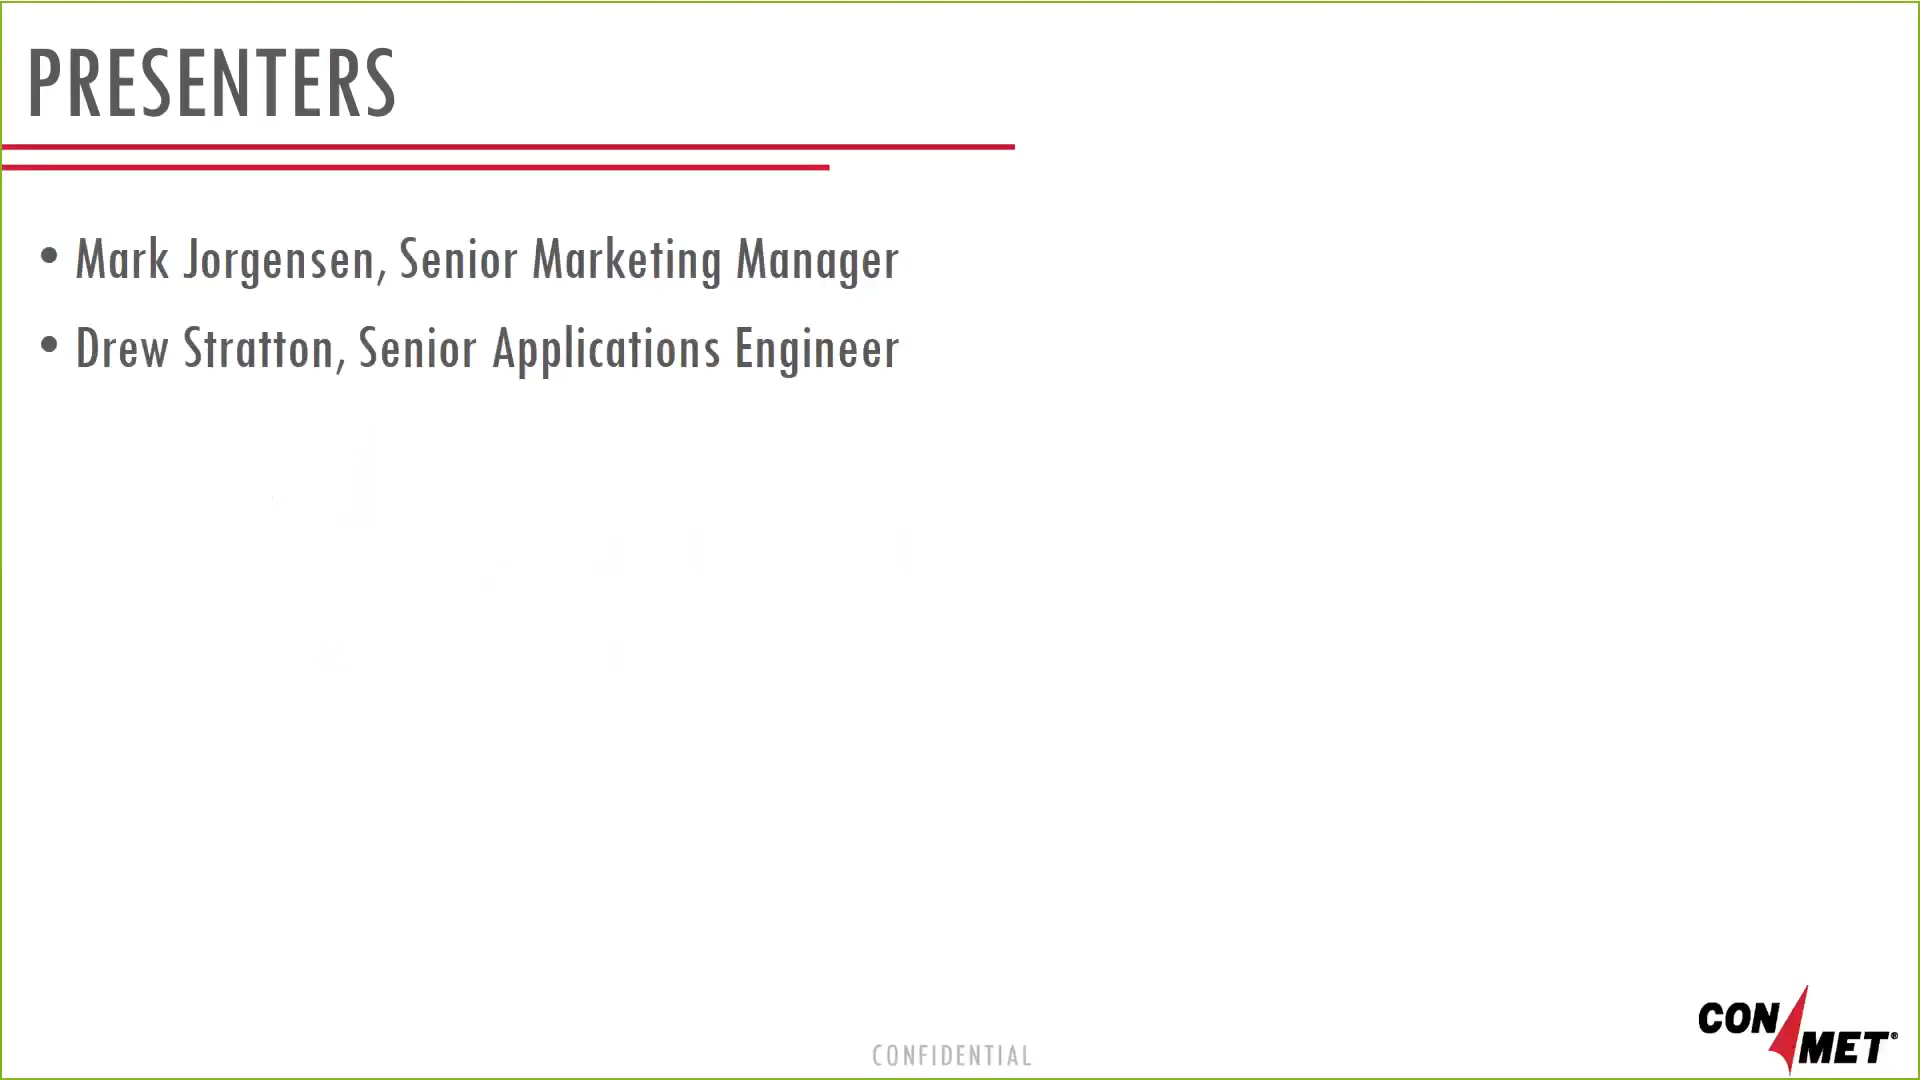 PRESENTERS
• Mark Jorgensen, Senior Marketing Manager
• Drew Stratton, Senior Applications Engineer
CONFIDENTIAL
CON MET®